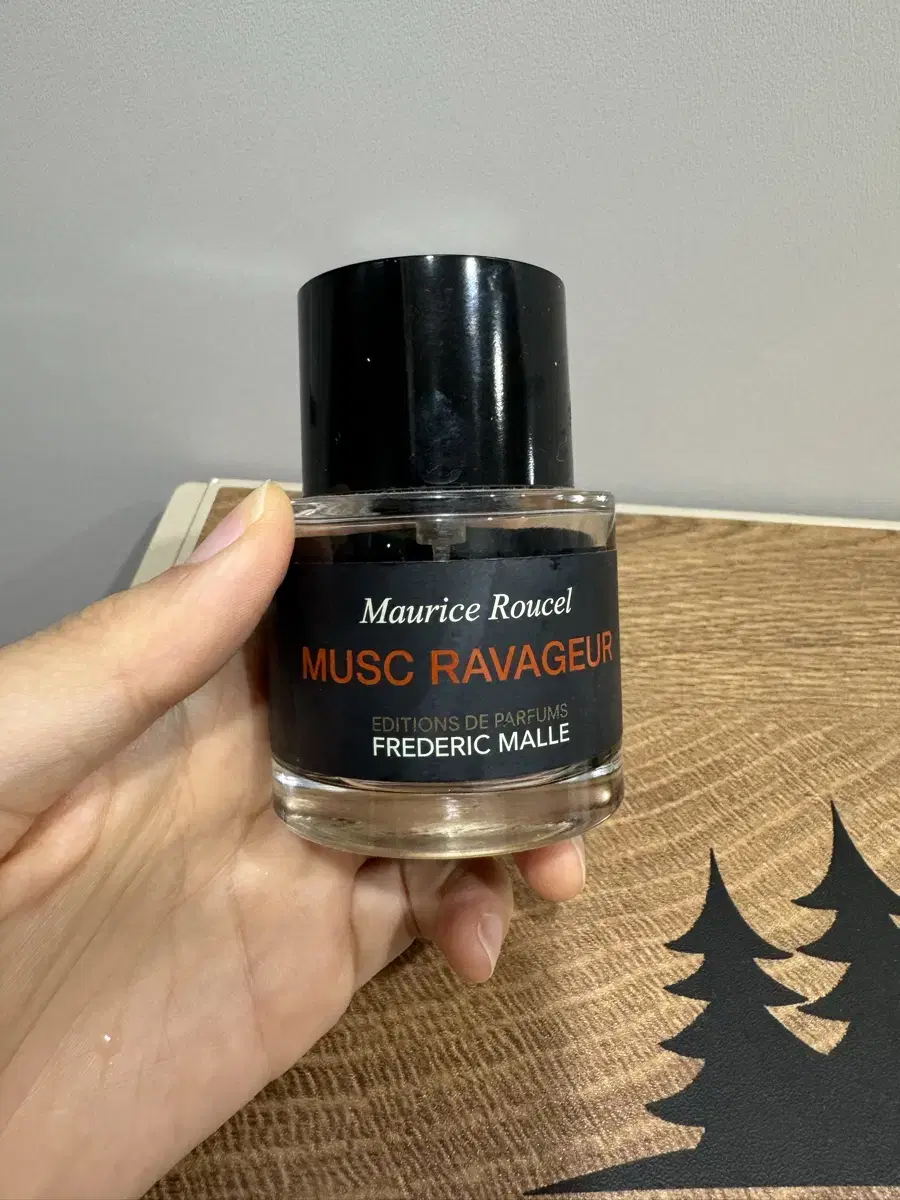 Maurice Roucel
MUSC RAVAGEUR
EDITIONS DE PARFUMS
FREDERIC MALLE